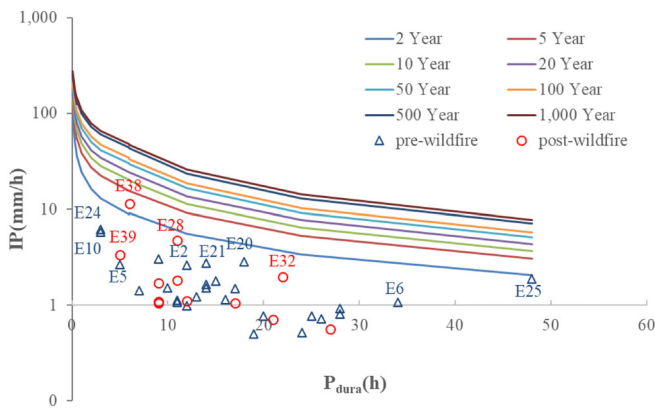 1,000
2 Year
5 Year
10 Year
20 Year
50 Year
100 Year
100
500 Year
1,000 Year
pre-wildfire
post-wildfire
IP(mm/h)
E38
E24
10
E28
E10
E39
E2
E21
E20
E5
E32
E6
E25
1
0
10
20
30
40
50
60
0
P_dura(h)